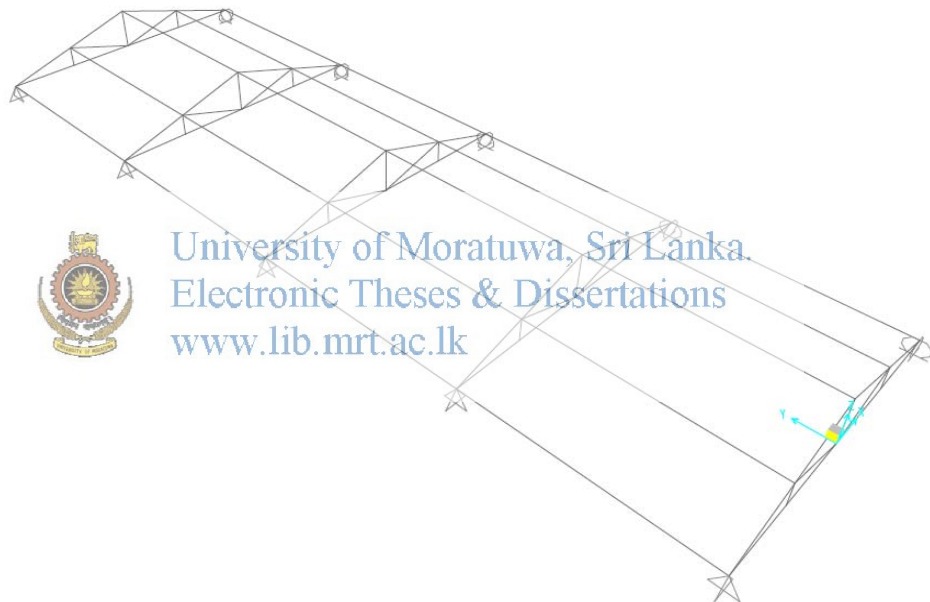 University of Moratuwa, Sri Lanka.
Electronic Theses & Dissertations
www.lib.mrt.ac.lk
Y
Z
X